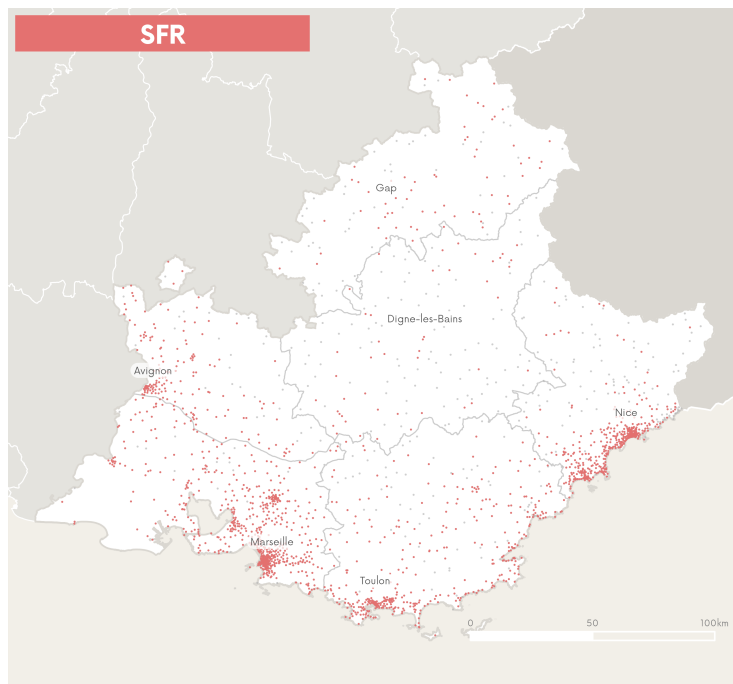 SFR
Gap
Digne-les-Bains
Avignon
Nice
Marseille
Toulon
0 50 100km